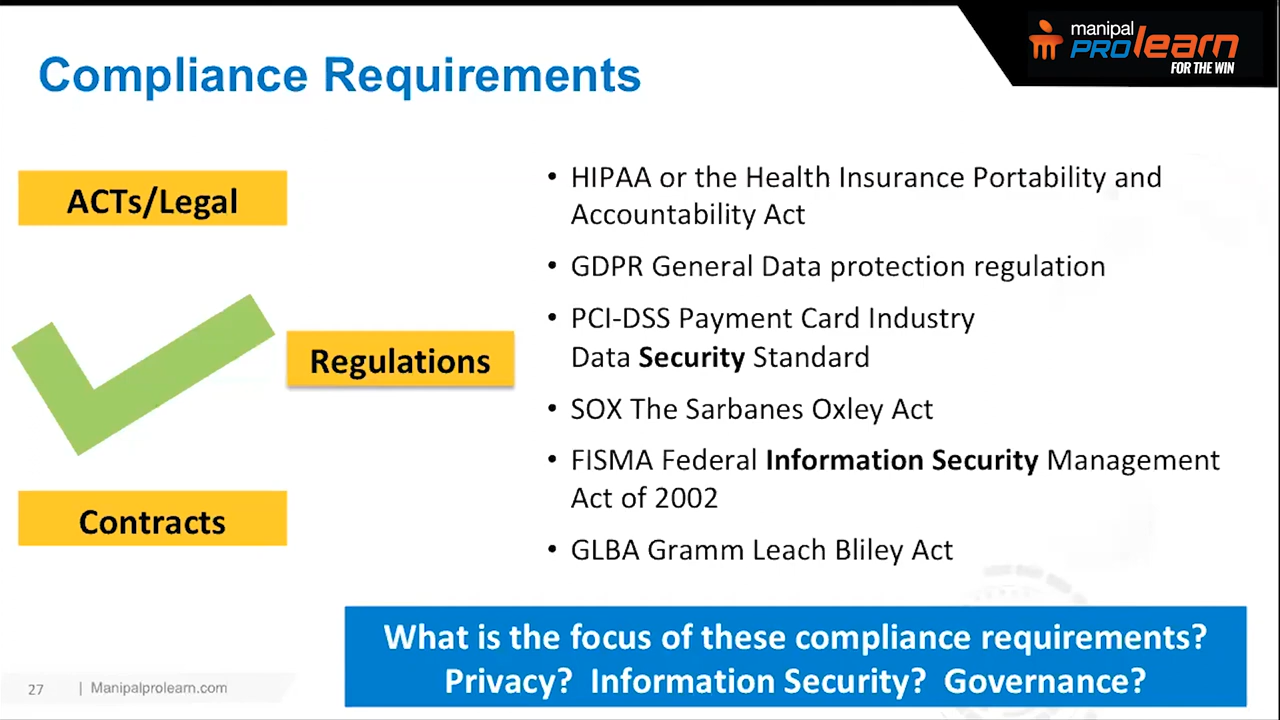 manipal
PROlearn
FOR THE WIN
Compliance Requirements
ACTs/Legal
Regulations
Contracts
• HIPAA or the Health Insurance Portability and
Accountability Act
• GDPR General Data protection regulation
• PCI-DSS Payment Card Industry
Data Security Standard
• SOX The Sarbanes Oxley Act
• FISMA Federal Information Security Management
Act of 2002
• GLBA Gramm Leach Bliley Act
What is the focus of these compliance requirements?
Privacy? Information Security? Governance?
27 | Manipalprolearn.com